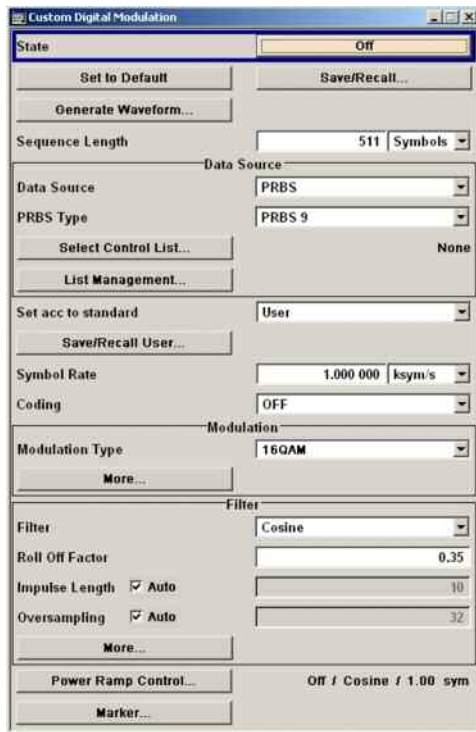 Custom Digital Modulation
State Off
Set to Default Save/Recall...
Generate Waveform...
Sequence Length 511 Symbols
Data Source
Data Source PRBS
PRBS Type PRBS 9
Select Control List... None
List Management...
Set acc to standard User
Save/Recall User...
Symbol Rate 1.000 000 ksym/s
Coding OFF
Modulation
Modulation Type 16QAM
More...
Filter
Filter Cosine
Roll Off Factor 0.35
Impulse Length Auto 10
Oversampling Auto 32
More...
Power Ramp Control... Off / Cosine / 1.00 sym
Marker...